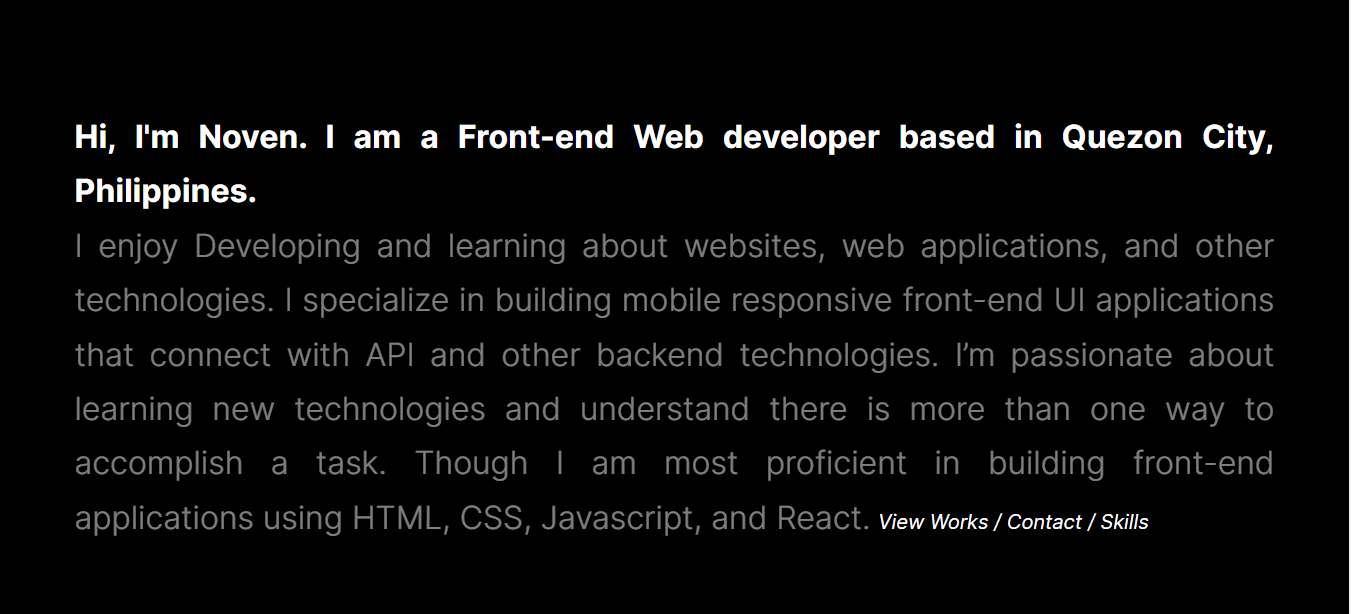 Hi, I'm Noven. I am a Front-end Web developer based in Quezon City,
Philippines.
I enjoy Developing and learning about websites, web applications, and other
technologies. I specialize in building mobile responsive front-end UI applications
that connect with API and other backend technologies. I’m passionate about
learning new technologies and understand there is more than one way to
accomplish a task. Though I am most proficient in building front-end
applications using HTML, CSS, Javascript, and React. View Works / Contact / Skills